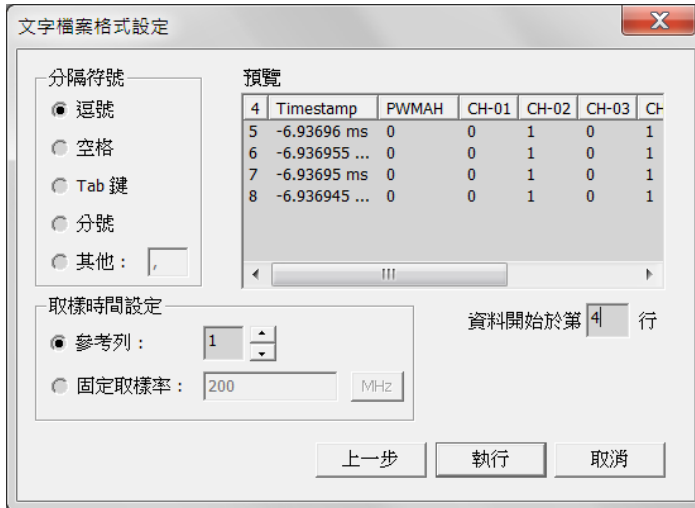 文字檔案格式設定
分隔符號
逗號
空格
Tab 鍵
分號
其他： ,
預覽
4 Timestamp PWMAH CH-01 CH-02 CH-03 CH
5 -6.93696 ms 0 0 1 0 1
6 -6.936955 ... 0 0 1 0 1
7 -6.93695 ms 0 0 1 0 1
8 -6.936945 ... 0 0 1 0 1
取樣時間設定
參考列： 1
固定取樣率： 200 MHz
資料開始於第 4 行
上一步 執行 取消